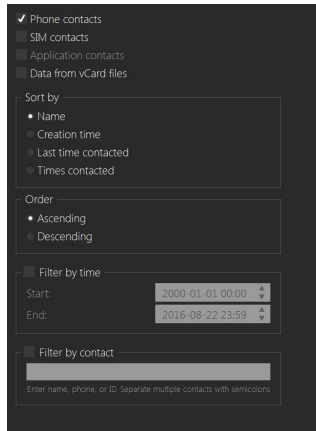 Phone contacts
SIM contacts
Application contacts
Data from vCard files
Sort by
Name
Creation time
Last time contacted
Times contacted
Order
Ascending
Descending
Filter by time
Start: 2000-01-01 00:00
End: 2016-08-22 23:59
Filter by contact
Enter name, phone, or ID. Separate multiple contacts with semicolons